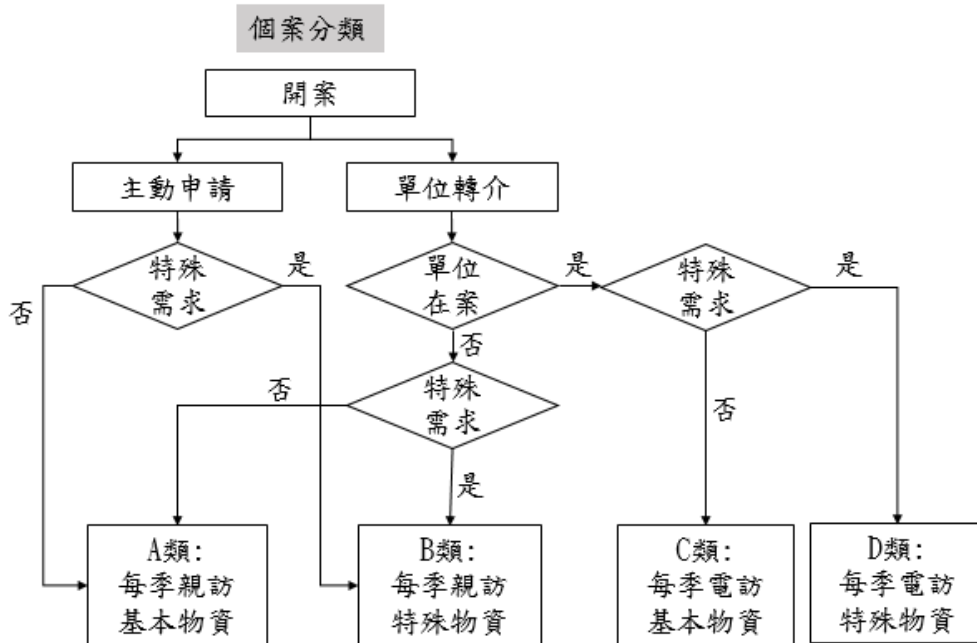 個案分類
開案
主動申請
單位轉介
特殊
需求
是
否
單位
在案
是
特殊
需求
是
否
特殊
需求
否
否
是
A類:
每季親訪
基本物資
B類:
每季親訪
特殊物資
C類:
每季電訪
基本物資
D類:
每季電訪
特殊物資